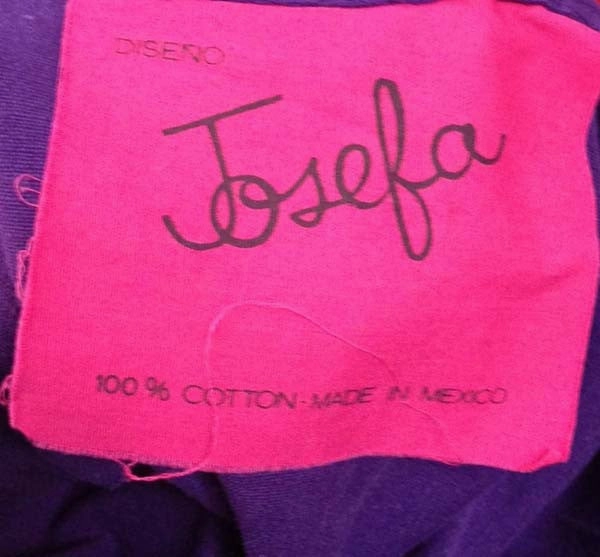 DISEÑO
Josefa
100 % COTTON - MADE IN MEXICO